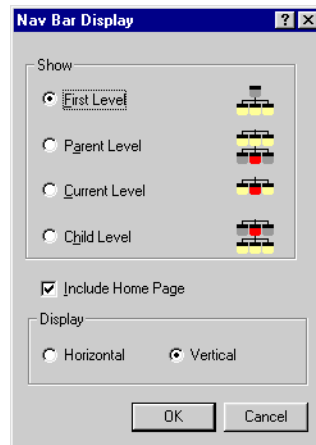 Nav Bar Display
Show
First Level
Parent Level
Current Level
Child Level
Include Home Page
Display
Horizontal Vertical
OK Cancel